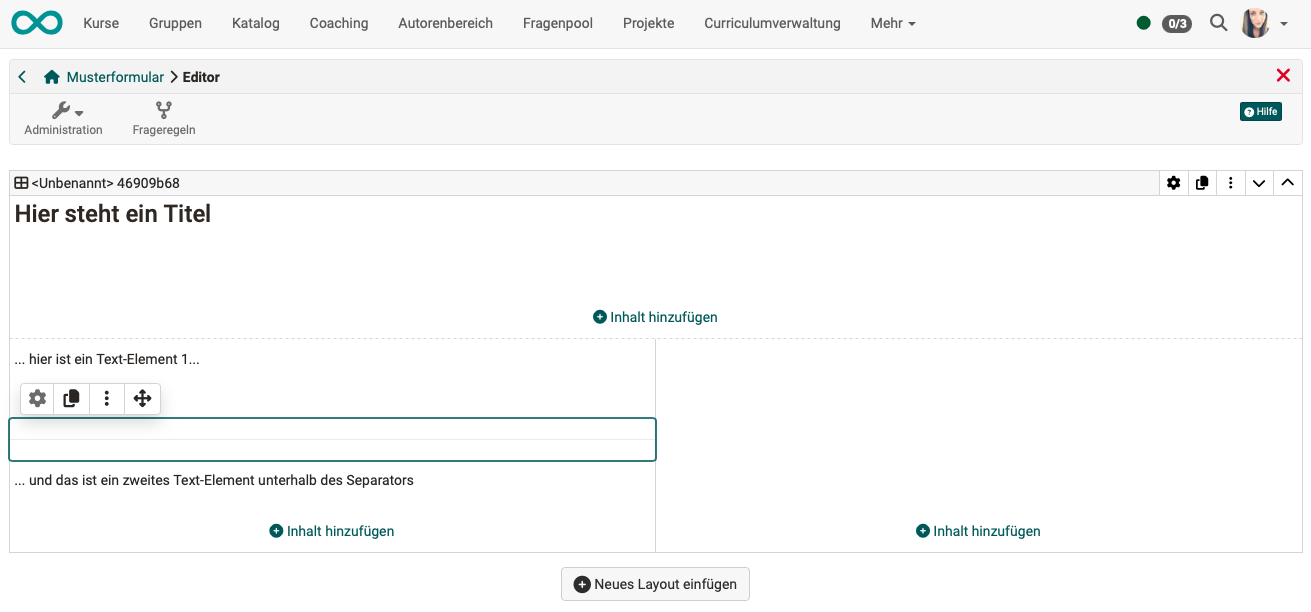 Kurse Gruppen Katalog Coaching Autorenbereich Fragenpool Projekte Curriculumverwaltung Mehr 0/3
Musterformular Editor
Administration Frageregeln Hilfe
<Unbenannt> 46909b68
Hier steht ein Titel
Inhalt hinzufügen
... hier ist ein Text-Element 1...
... und das ist ein zweites Text-Element unterhalb des Separators
Inhalt hinzufügen Inhalt hinzufügen
Neues Layout einfügen